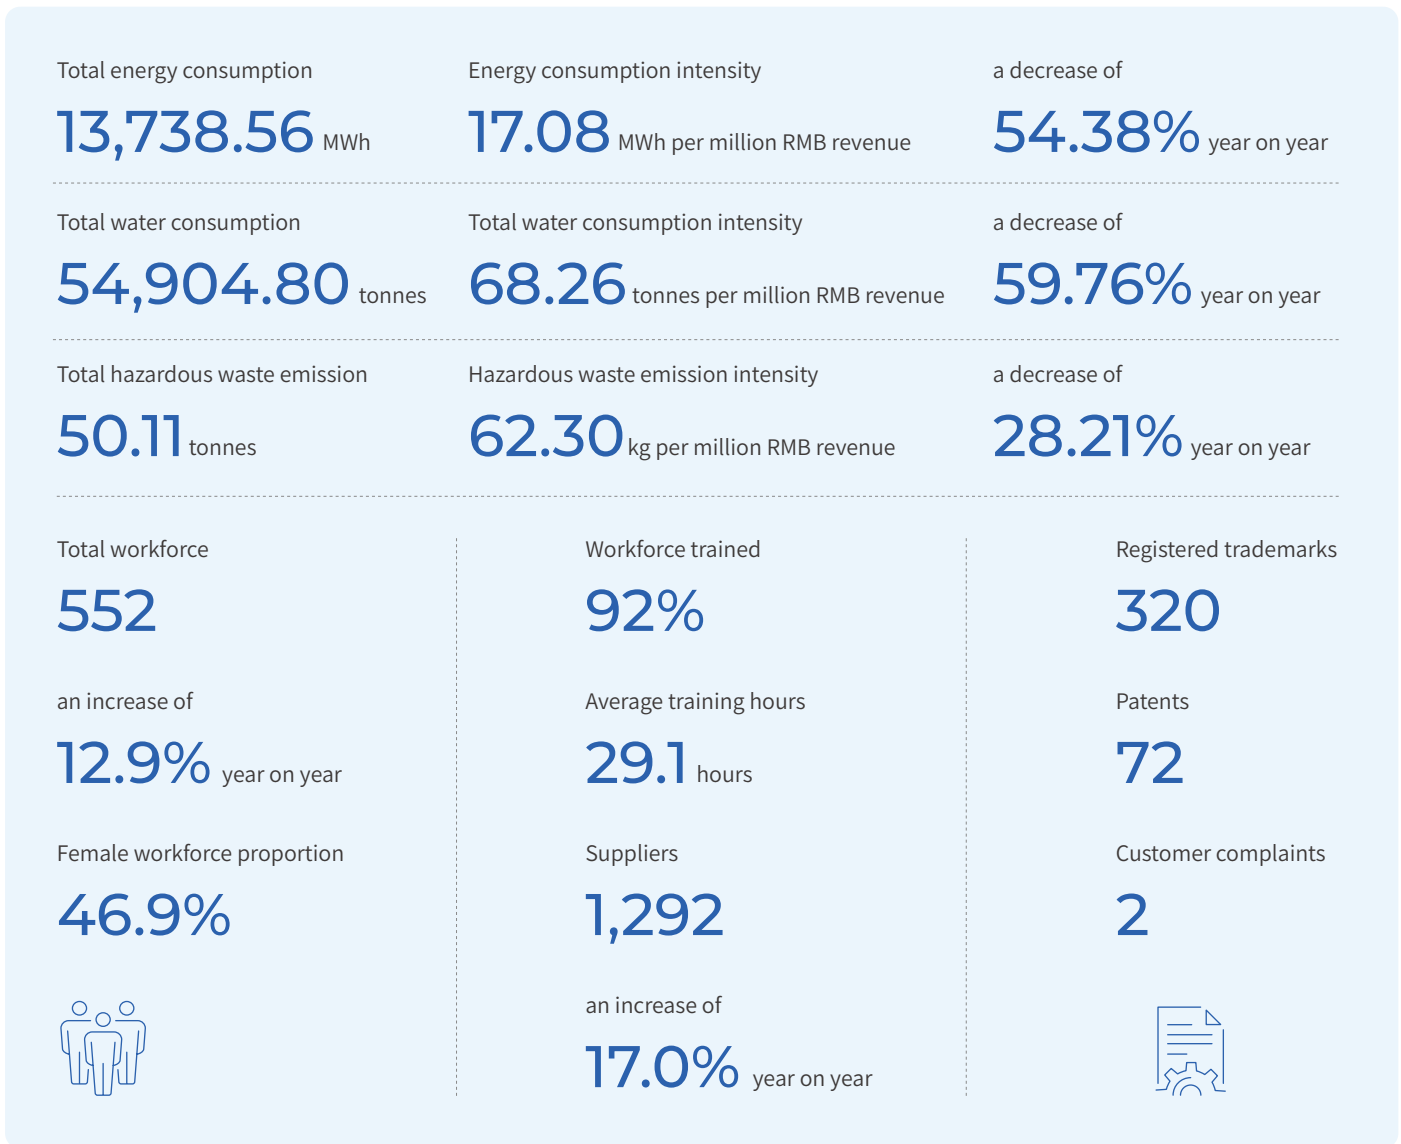 Total energy consumption
13,738.56 MWh
Energy consumption intensity
17.08 MWh per million RMB revenue
a decrease of
54.38% year on year
Total water consumption
54,904.80 tonnes
Total water consumption intensity
68.26 tonnes per million RMB revenue
a decrease of
59.76% year on year
Total hazardous waste emission
50.11 tonnes
Hazardous waste emission intensity
62.30 kg per million RMB revenue
a decrease of
28.21% year on year
Total workforce
552
an increase of
12.9% year on year
Female workforce proportion
46.9%
Workforce trained
92%
Average training hours
29.1 hours
Suppliers
1,292
an increase of
17.0% year on year
Registered trademarks
320
Patents
72
Customer complaints
2